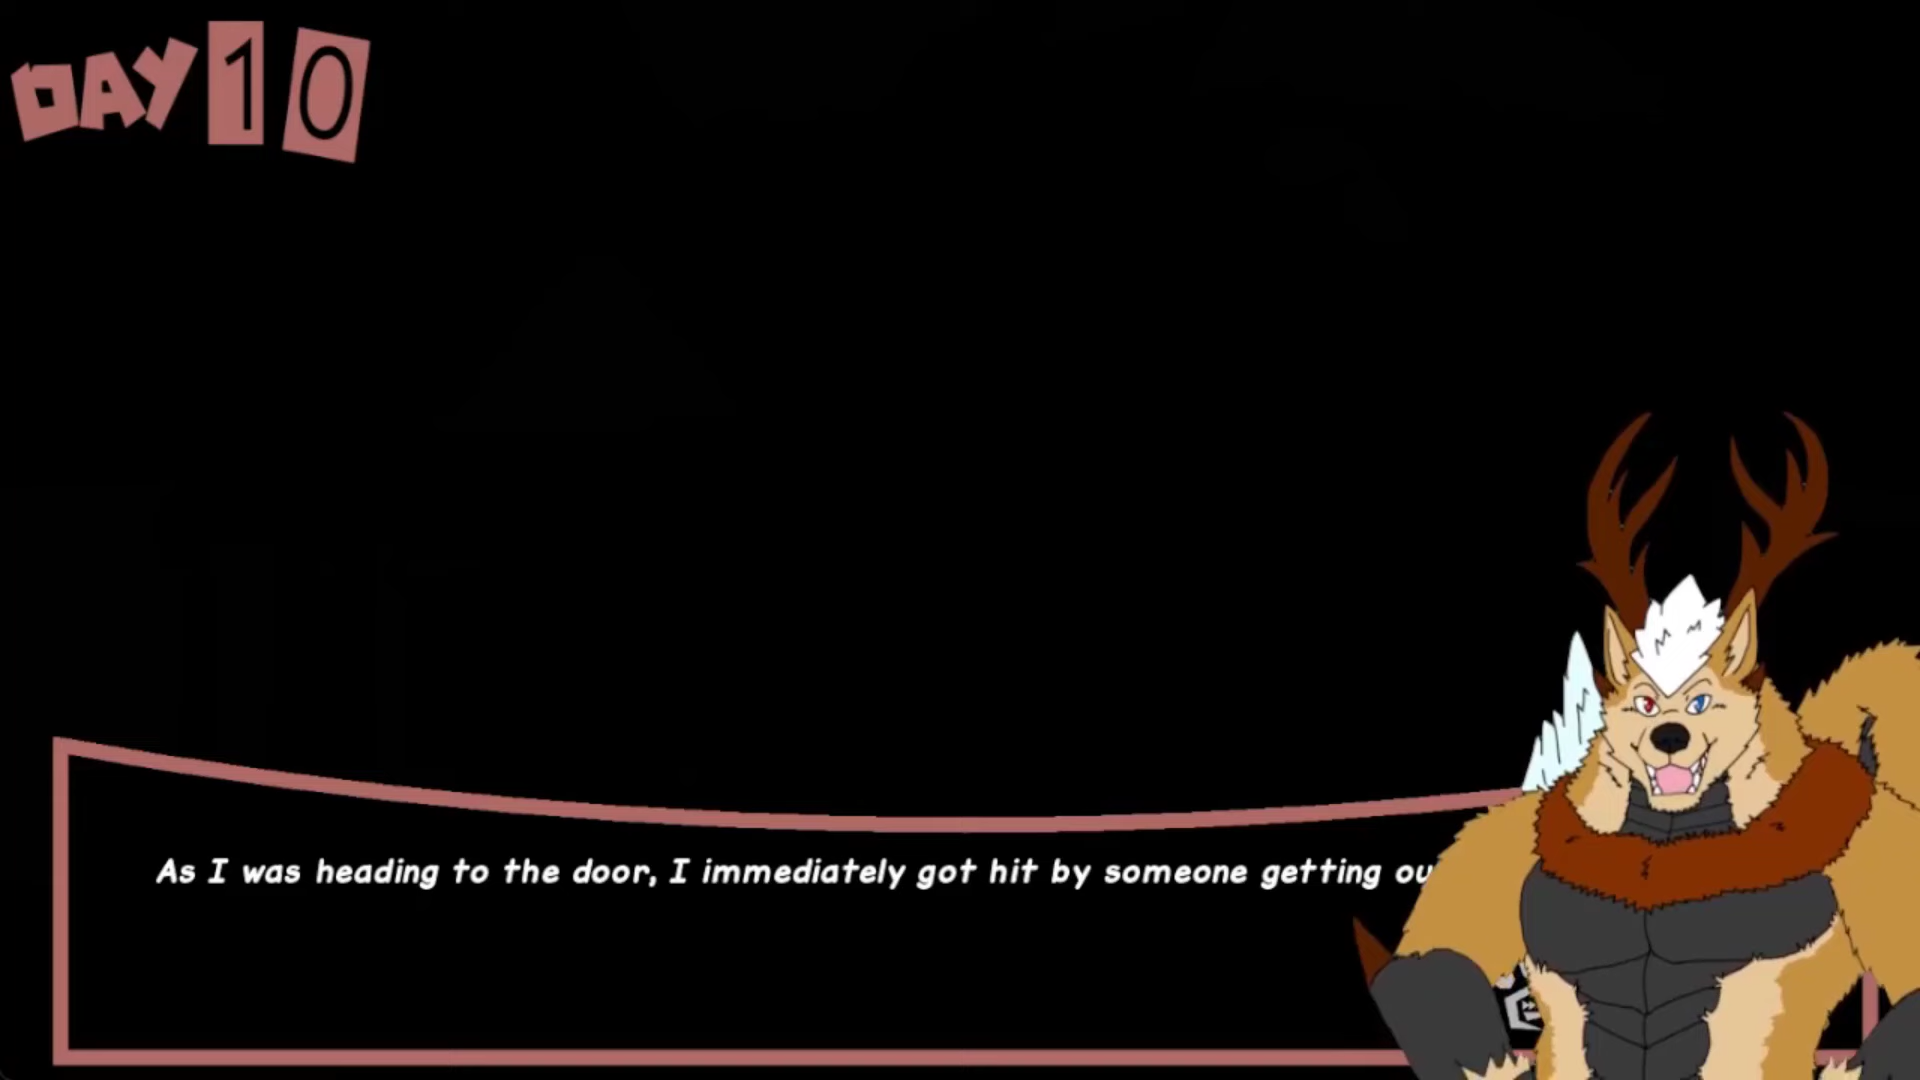 DAY 10
As I was heading to the door, I immediately got hit by someone getting